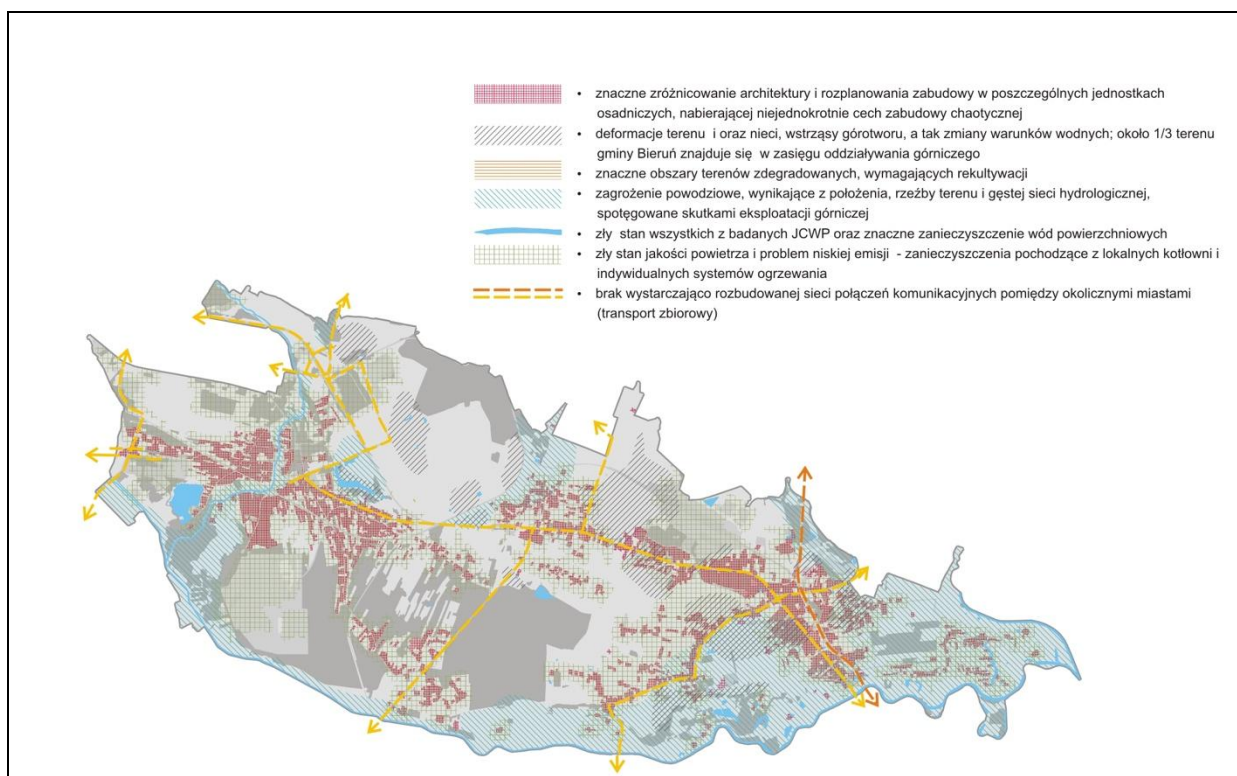 • znaczne zróżnicowanie architektury i rozplanowania zabudowy w poszczególnych jednostkach
osadniczych, nabierającej niejednokrotnie cech zabudowy chaotycznej
• deformacje terenu i oraz nieci, wstrząsy górotworu, a tak zmiany warunków wodnych; około 1/3 terenu
gminy Bieruń znajduje się w zasięgu oddziaływania górniczego
• znaczne obszary terenów zdegradowanych, wymagających rekultywacji
• zagrożenie powodziowe, wynikające z położenia, rzeźby terenu i gęstej sieci hydrologicznej,
spotęgowane skutkami eksploatacji górniczej
• zły stan wszystkich z badanych JCWP oraz znaczne zanieczyszczenie wód powierzchniowych
• zły stan jakości powietrza i problem niskiej emisji - zanieczyszczenia pochodzące z lokalnych kotłowni i
indywidualnych systemów ogrzewania
• brak wystarczająco rozbudowanej sieci połączeń komunikacyjnych pomiędzy okolicznymi miastami
(transport zbiorowy)